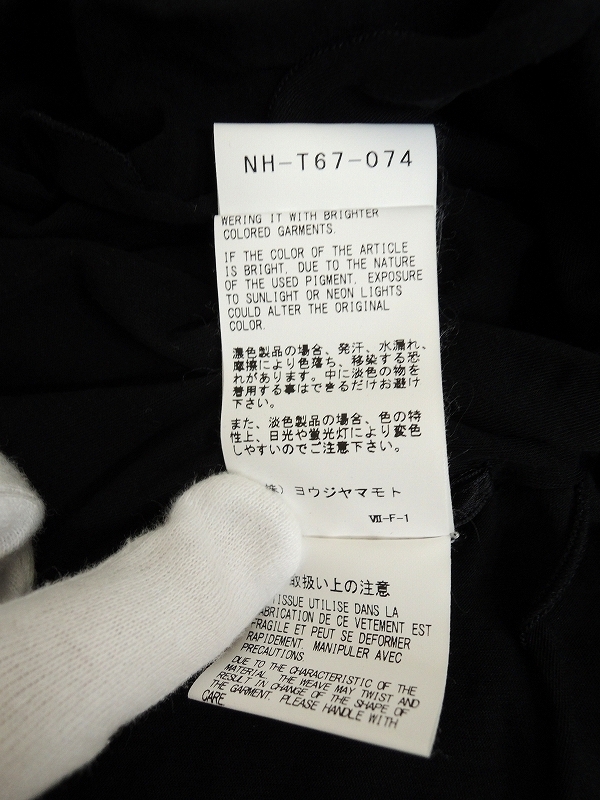 NH-T67-074
WERING IT WITH BRIGHTER
COLORED GARMENTS.
IF THE COLOR OF THE ARTICLE
IS BRIGHT, DUE TO THE NATURE
OF THE USED PIGMENT, EXPOSURE
TO SUNLIGHT OR NEON LIGHTS
COULD ALTER THE ORIGINAL
COLOR.
濃色製品の場合、発汗、水漏れ、
摩擦により色落ち、移染する恐
れがあります。中に淡色の物を
着用する事はできるだけお避け
下さい。
また、淡色製品の場合、色の特
性上、日光や蛍光灯により変色
しやすいのでご注意下さい。
株）ヨウジヤマモト
Ⅶ-F-1
取扱い上の注意
TISSUE UTILISE DANS LA
FABRICATION DE CE VETEMENT EST
FRAGILE ET PEUT SE DEFORMER
RAPIDEMENT. MANIPULER AVEC
PRECAUTIONS
DUE TO THE CHARACTERISTIC OF THE
MATERIAL, THE WEAVE MAY TWIST AND
RESULT IN CHANGE OF THE SHAPE OF
THE GARMENT. PLEASE HANDLE WITH
CARE.